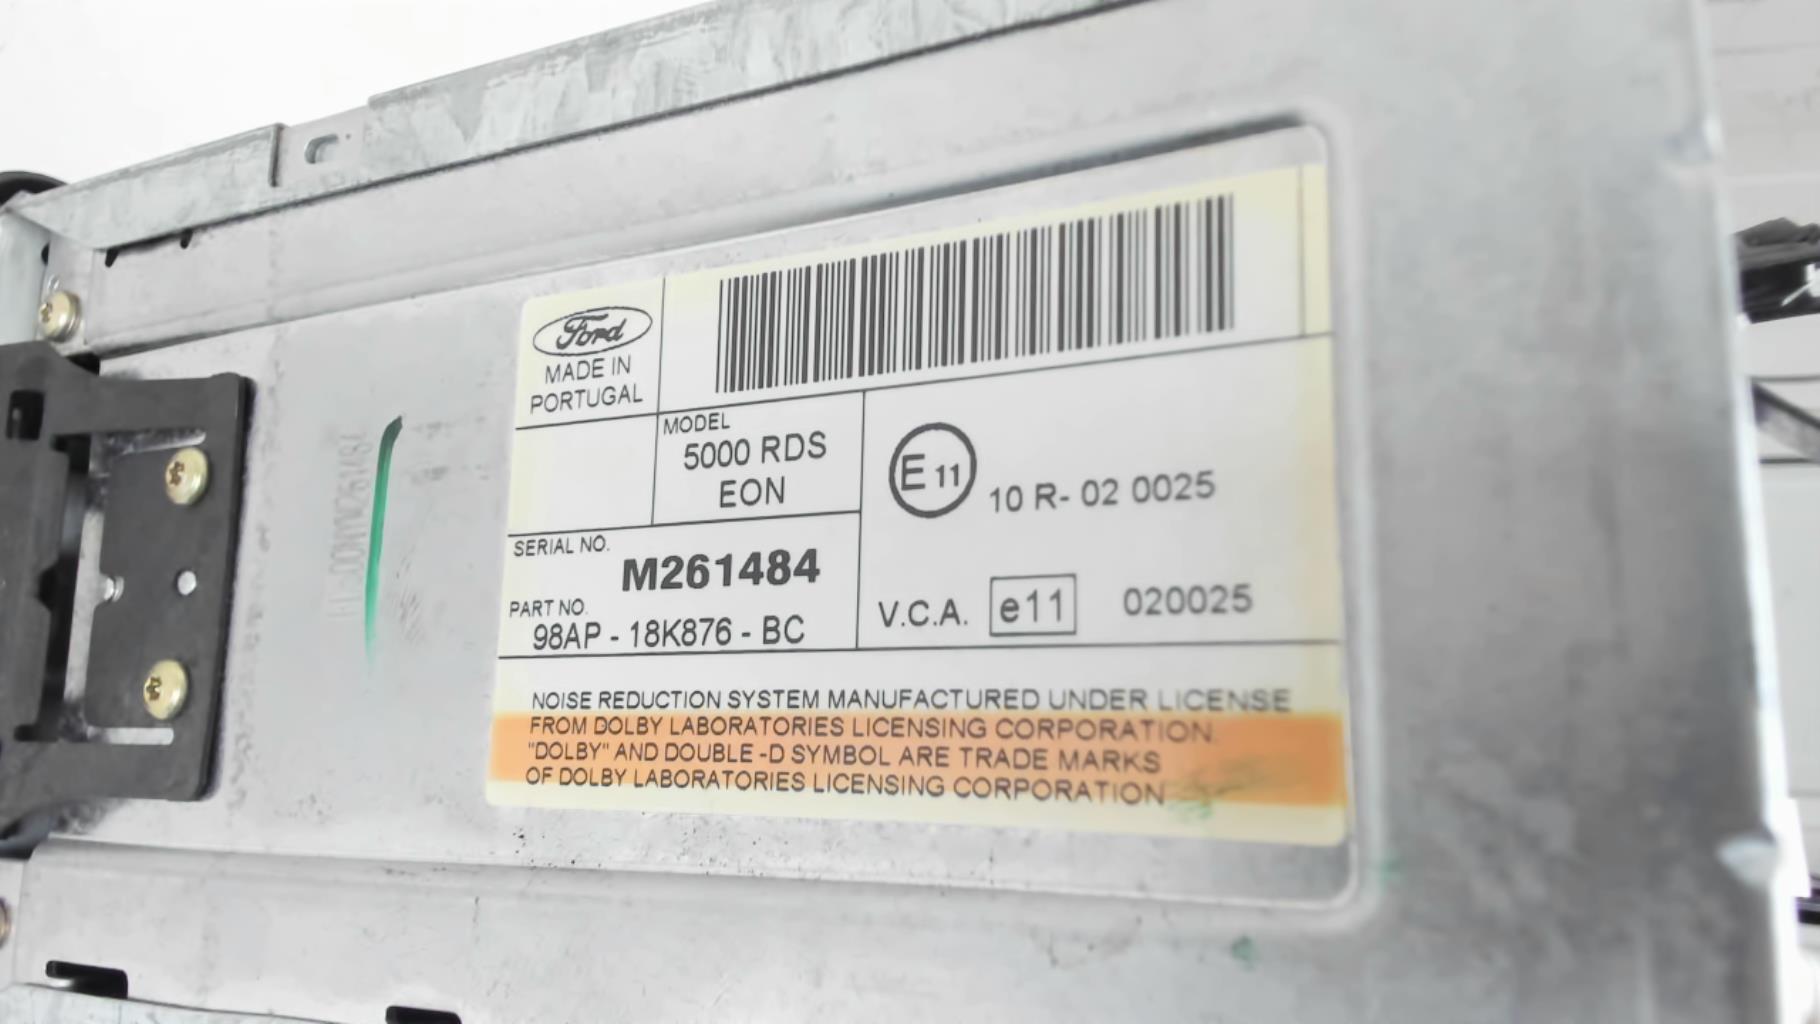 Ford
MADE IN
PORTUGAL
MODEL
5000 RDS
EON
E 11
10 R- 02 0025
SERIAL NO.
M261484
PART NO.
98AP - 18K876 - BC
V.C.A. e11 020025
NOISE REDUCTION SYSTEM MANUFACTURED UNDER LICENSE
FROM DOLBY LABORATORIES LICENSING CORPORATION.
"DOLBY" AND DOUBLE -D SYMBOL ARE TRADE MARKS
OF DOLBY LABORATORIES LICENSING CORPORATION